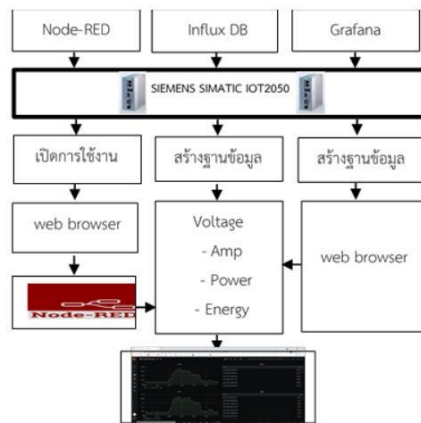 Node-RED
Influx DB
Grafana
SIEMENS SIMATIC IOT2050
เปิดการใช้งาน
สร้างฐานข้อมูล
สร้างฐานข้อมูล
web browser
Voltage
- Amp
- Power
- Energy
web browser
Node-RED